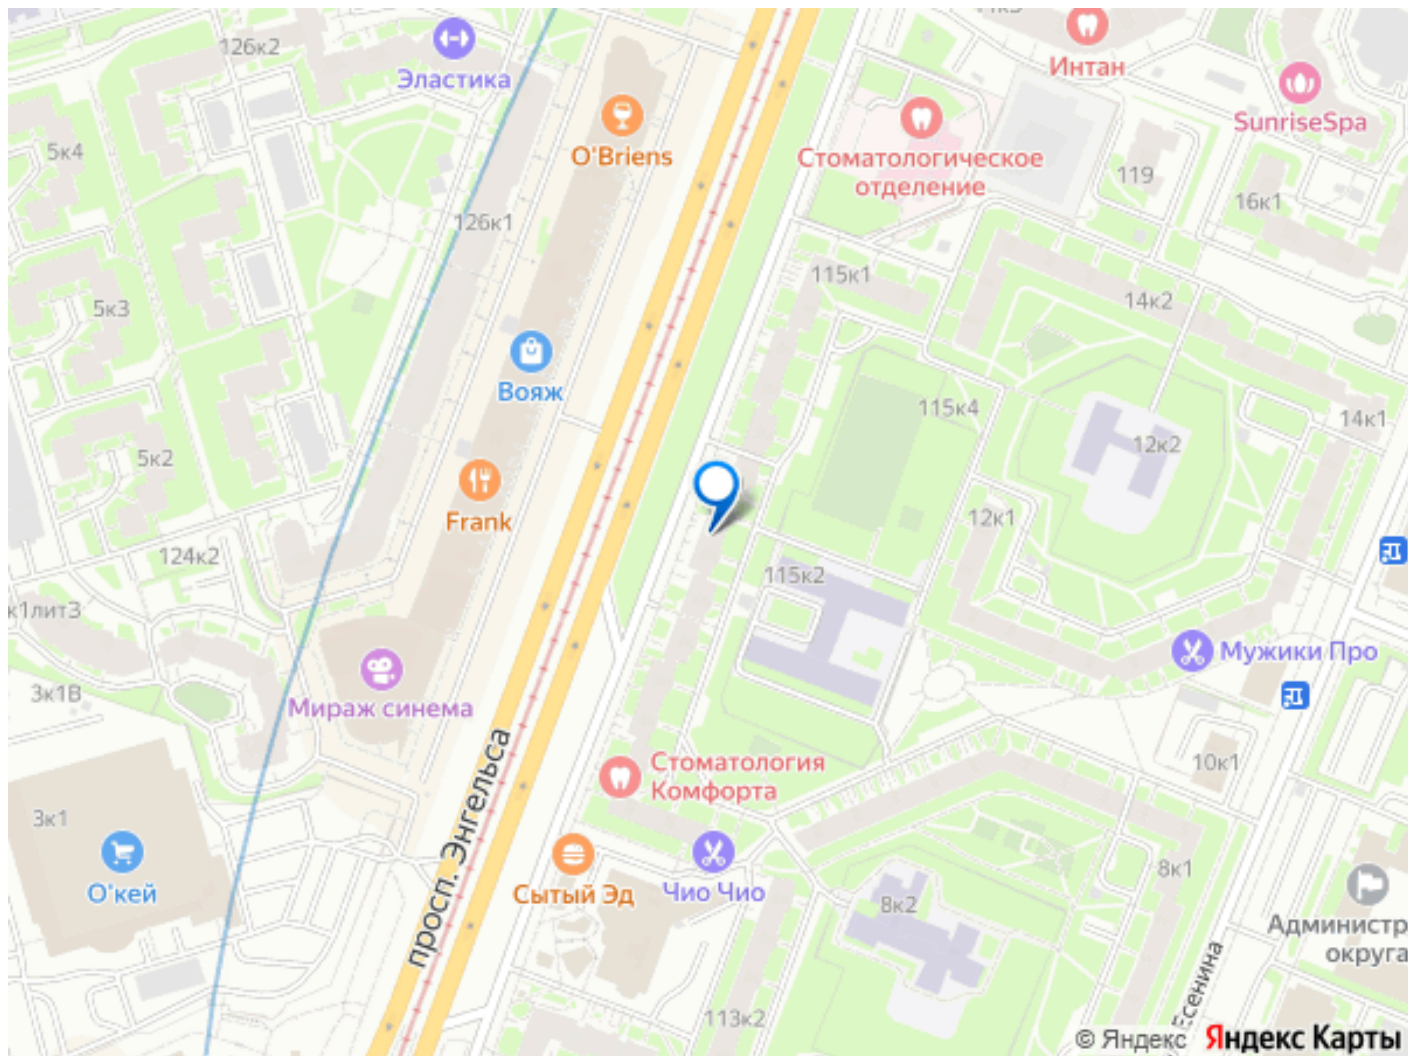 126к2
Эластика
O'Briens
Интан
SunriseSpa
Стоматологическое
отделение
119
5к4
16к1
126к1
115к1
14к2
5к3
Вояж
115к4
14к1
12к2
5к2
Frank
12к1
124к2
115к2
к1лит3
Мужики Про
3к1В
Мираж синема
просп. Энгельса
Стоматология
Комфорта
10к1
3к1
О'кей
Сытый Эд
Чио Чио
8к1
8к2
Администр
округа
Есенина
113к2
© Яндекс Яндекс Карты